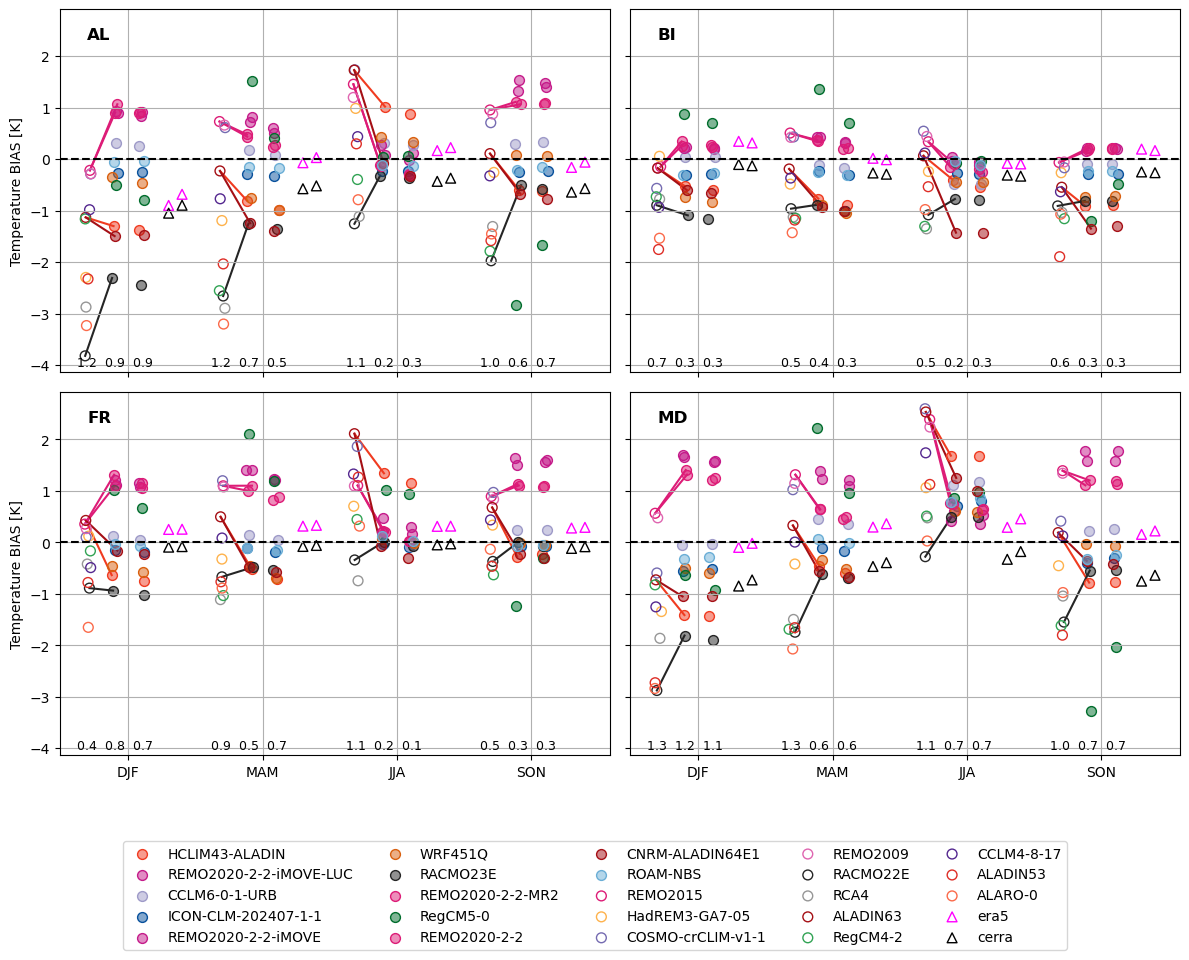 AL BI
Temperature BIAS [K]
2
1
0
−1
−2
−3
−4
1.2 0.9 0.9 1.2 0.7 0.5 1.1 0.2 0.3 1.0 0.6 0.7
0.7 0.3 0.3 0.5 0.4 0.3 0.5 0.2 0.3 0.6 0.3 0.3
FR MD
Temperature BIAS [K]
2
1
0
−1
−2
−3
−4
0.4 0.8 0.7 0.9 0.5 0.7 1.1 0.2 0.1 0.5 0.3 0.3
1.3 1.2 1.1 1.3 0.6 0.6 1.1 0.7 0.7 1.0 0.7 0.7
DJF MAM JJA SON
DJF MAM JJA SON
HCLIM43-ALADIN
REMO2020-2-2-iMOVE-LUC
CCLM6-0-1-URB
ICON-CLM-202407-1-1
REMO2020-2-2-iMOVE
WRF451Q
RACMO23E
REMO2020-2-2-MR2
RegCM5-0
REMO2020-2-2
CNRM-ALADIN64E1
ROAM-NBS
REMO2015
HadREM3-GA7-05
COSMO-crCLIM-v1-1
REMO2009
RACMO22E
RCA4
ALADIN63
RegCM4-2
CCLM4-8-17
ALADIN53
ALARO-0
era5
cerra